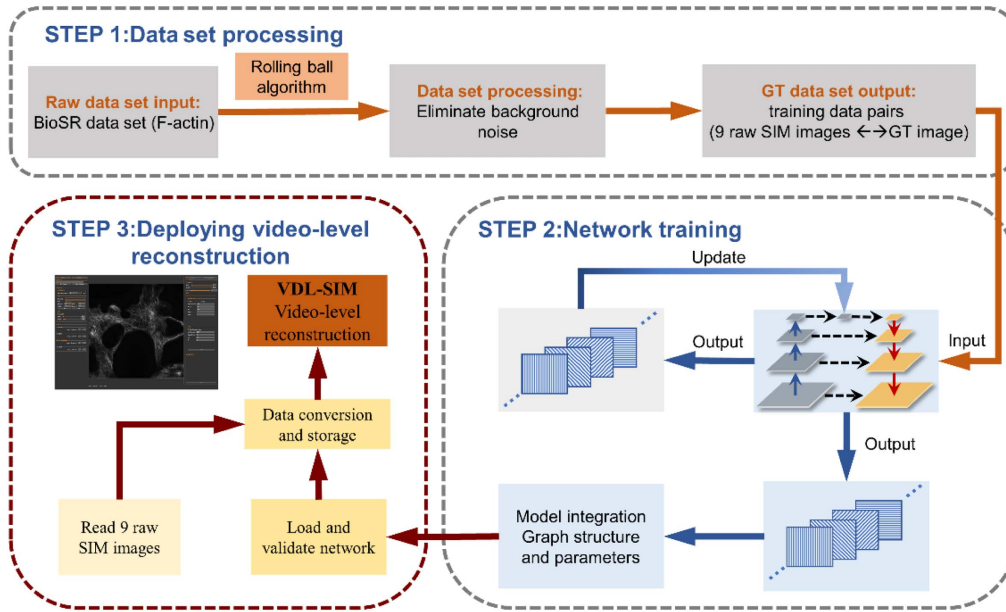 STEP 1:Data set processing
Rolling ball
algorithm
Raw data set input:
BioSR data set (F-actin)
Data set processing:
Eliminate background
noise
GT data set output:
training data pairs
(9 raw SIM images ←→GT image)
STEP 3:Deploying video-level
reconstruction
VDL-SIM
Video-level
reconstruction
Data conversion
and storage
Read 9 raw
SIM images
Load and
validate network
STEP 2:Network training
Update
Output
Input
Output
Model integration
Graph structure
and parameters